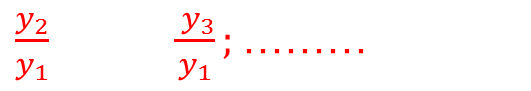 y₂/y₁ y₃/y₁ ; ..........